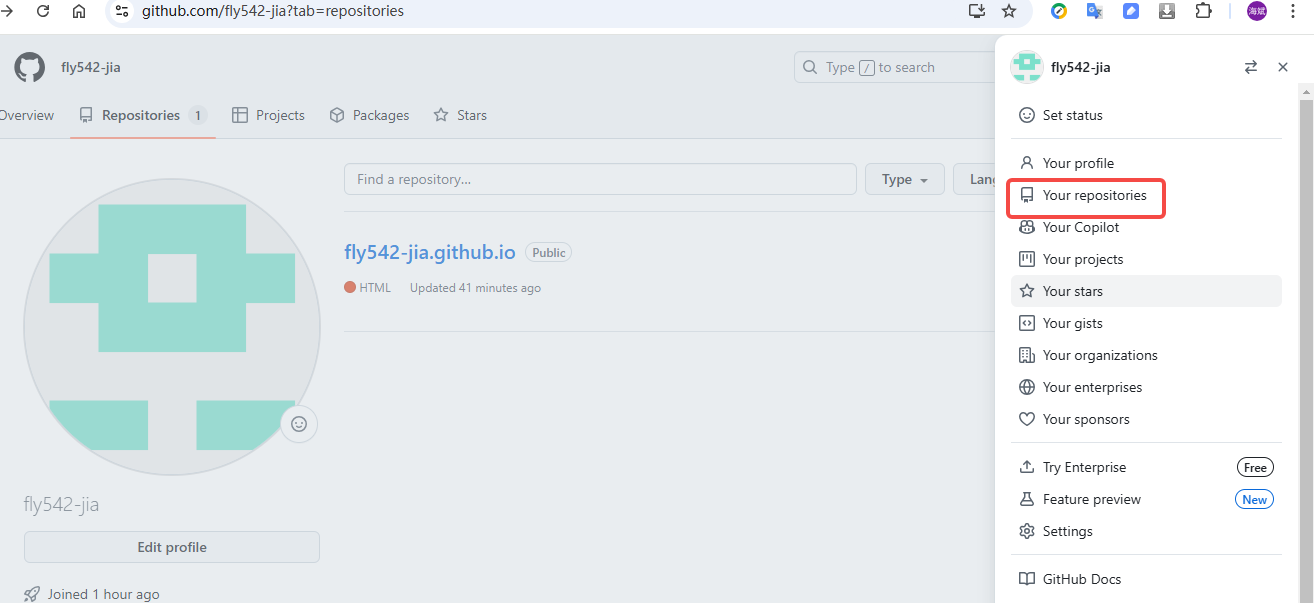 github.com/fly542-jia?tab=repositories
海斌
fly542-jia
Type / to search
Overview
Repositories 1
Projects
Packages
Stars
Find a repository...
Type
Lang
fly542-jia.github.io Public
HTML Updated 41 minutes ago
fly542-jia
Edit profile
Joined 1 hour ago
fly542-jia
Set status
Your profile
Your repositories
Your Copilot
Your projects
Your stars
Your gists
Your organizations
Your enterprises
Your sponsors
Try Enterprise Free
Feature preview New
Settings
GitHub Docs